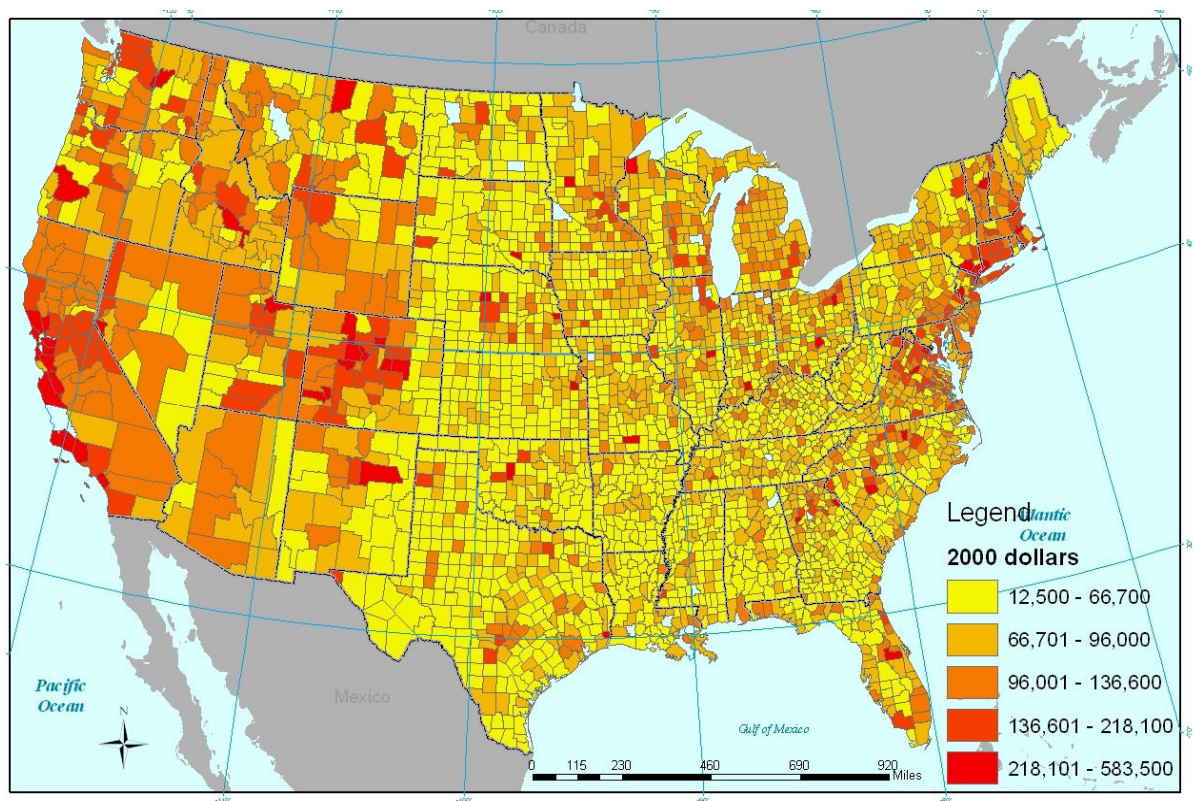 Canada
Legend
Atlantic
Ocean
2000 dollars
12,500 - 66,700
66,701 - 96,000
96,001 - 136,600
136,601 - 218,100
218,101 - 583,500
Pacific
Ocean
Mexico
N
Gulf of Mexico
0 115 230 460 690 920
Miles